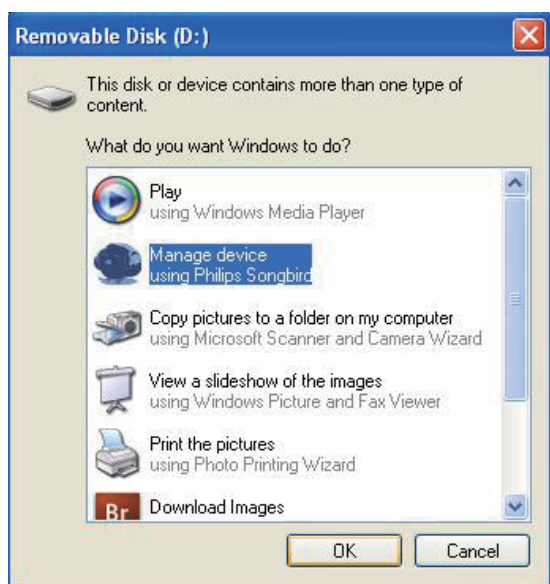 Removable Disk (D:)
This disk or device contains more than one type of
content.
What do you want Windows to do?
Play
using Windows Media Player
Manage device
using Philips Songbird
Copy pictures to a folder on my computer
using Microsoft Scanner and Camera Wizard
View a slideshow of the images
using Windows Picture and Fax Viewer
Print the pictures
using Photo Printing Wizard
Br
Download Images
OK
Cancel